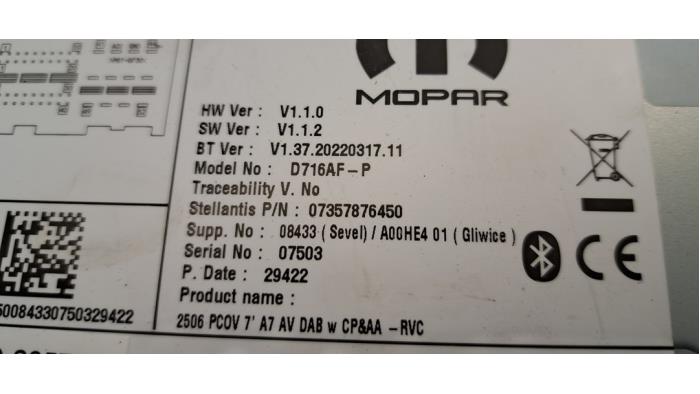 MOPAR
HW Ver : V1.1.0
SW Ver : V1.1.2
BT Ver : V1.37.20220317.11
Model No : D716AF-P
Traceability V. No
Stellantis P/N : 07357876450
Supp. No : 08433 ( Sevel) / A00HE4 01 ( Gliwice )
Serial No : 07503
P. Date : 29422
Product name :
2506 PCOV 7' A7 AV DAB w CP&AA -RVC
CE
50084330750329422